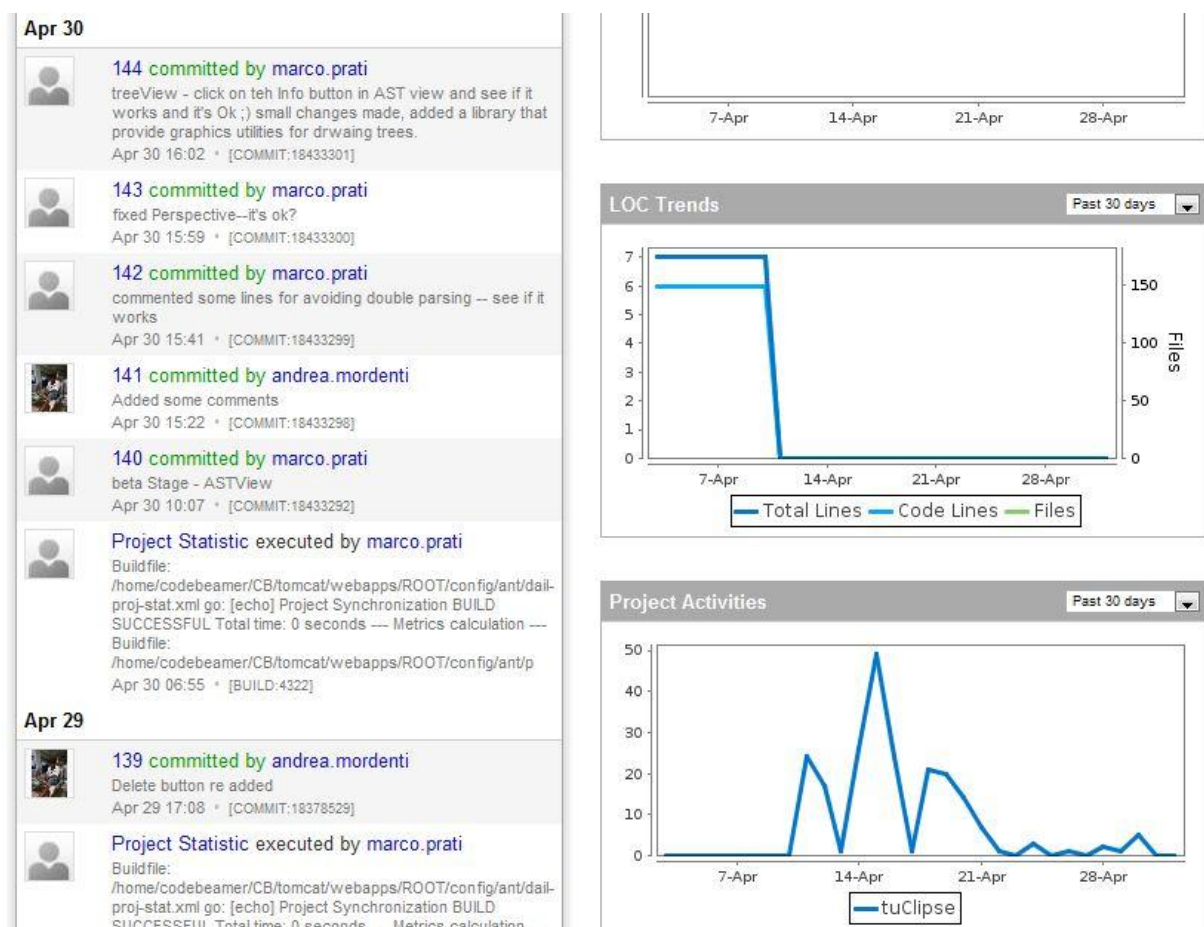 Apr 30
144 committed by marco.prati
treeView - click on teh Info button in AST view and see if it
works and it's Ok ;) small changes made, added a library that
provide graphics utilities for drwaing trees.
Apr 30 16:02 • [COMMIT:18433301]
143 committed by marco.prati
fixed Perspective--it's ok?
Apr 30 15:59 • [COMMIT:18433300]
142 committed by marco.prati
commented some lines for avoiding double parsing -- see if it
works
Apr 30 15:41 • [COMMIT:18433299]
141 committed by andrea.mordenti
Added some comments
Apr 30 15:22 • [COMMIT:18433298]
140 committed by marco.prati
beta Stage - ASTView
Apr 30 10:07 • [COMMIT:18433292]
Project Statistic executed by marco.prati
Buildfile:
/home/codebeamer/CB/tomcat/webapps/ROOT/config/ant/dail-
proj-stat.xml go: [echo] Project Synchronization BUILD
SUCCESSFUL Total time: 0 seconds --- Metrics calculation ---
Buildfile:
/home/codebeamer/CB/tomcat/webapps/ROOT/config/ant/p
Apr 30 06:55 • [BUILD:4322]
Apr 29
139 committed by andrea.mordenti
Delete button re added
Apr 29 17:08 • [COMMIT:18378529]
Project Statistic executed by marco.prati
Buildfile:
/home/codebeamer/CB/tomcat/webapps/ROOT/config/ant/dail-
proj-stat.xml go: [echo] Project Synchronization BUILD
SUCCESSFUL Total time: 0 seconds --- Metrics calculation
7-Apr 14-Apr 21-Apr 28-Apr
LOC Trends Past 30 days
7
6
5
4
3
2
1
0
150
100
50
0
Files
7-Apr 14-Apr 21-Apr 28-Apr
Total Lines Code Lines Files
Project Activities Past 30 days
50
40
30
20
10
0
7-Apr 14-Apr 21-Apr 28-Apr
tuClipse